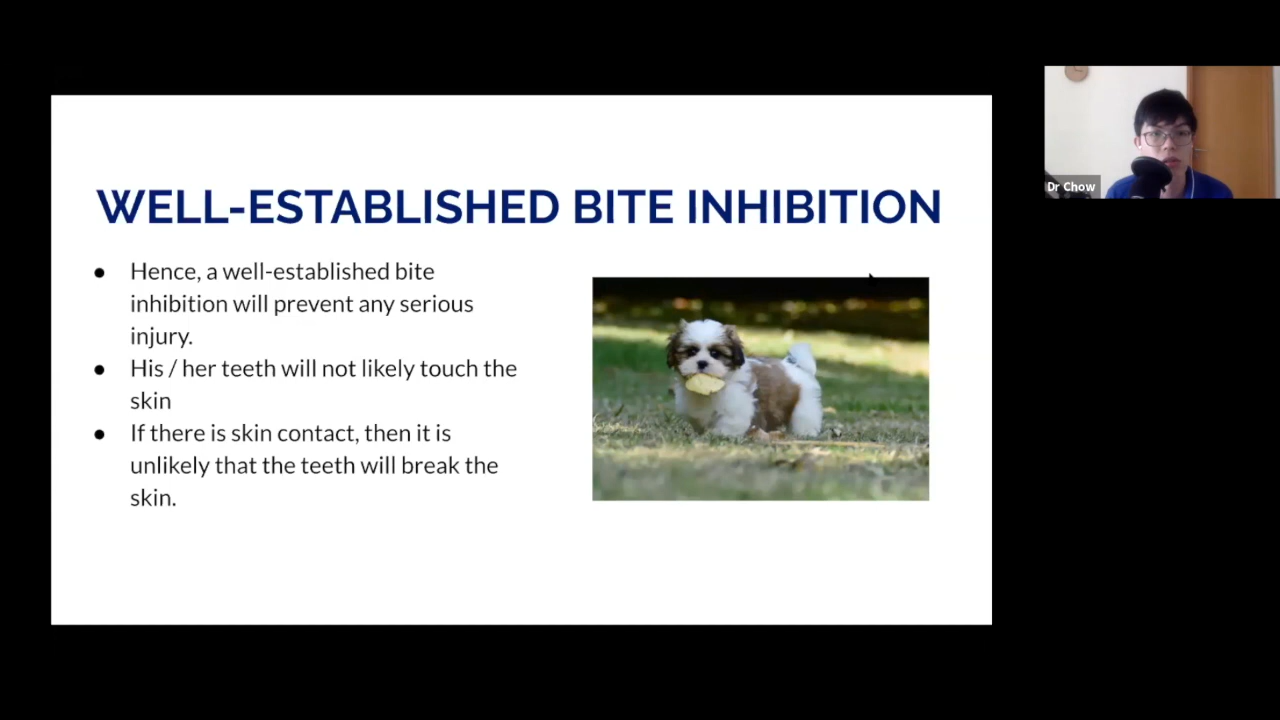 WELL-ESTABLISHED BITE INHIBITION
● Hence, a well-established bite
inhibition will prevent any serious
injury.
● His / her teeth will not likely touch the
skin
● If there is skin contact, then it is
unlikely that the teeth will break the
skin.
Dr Chow